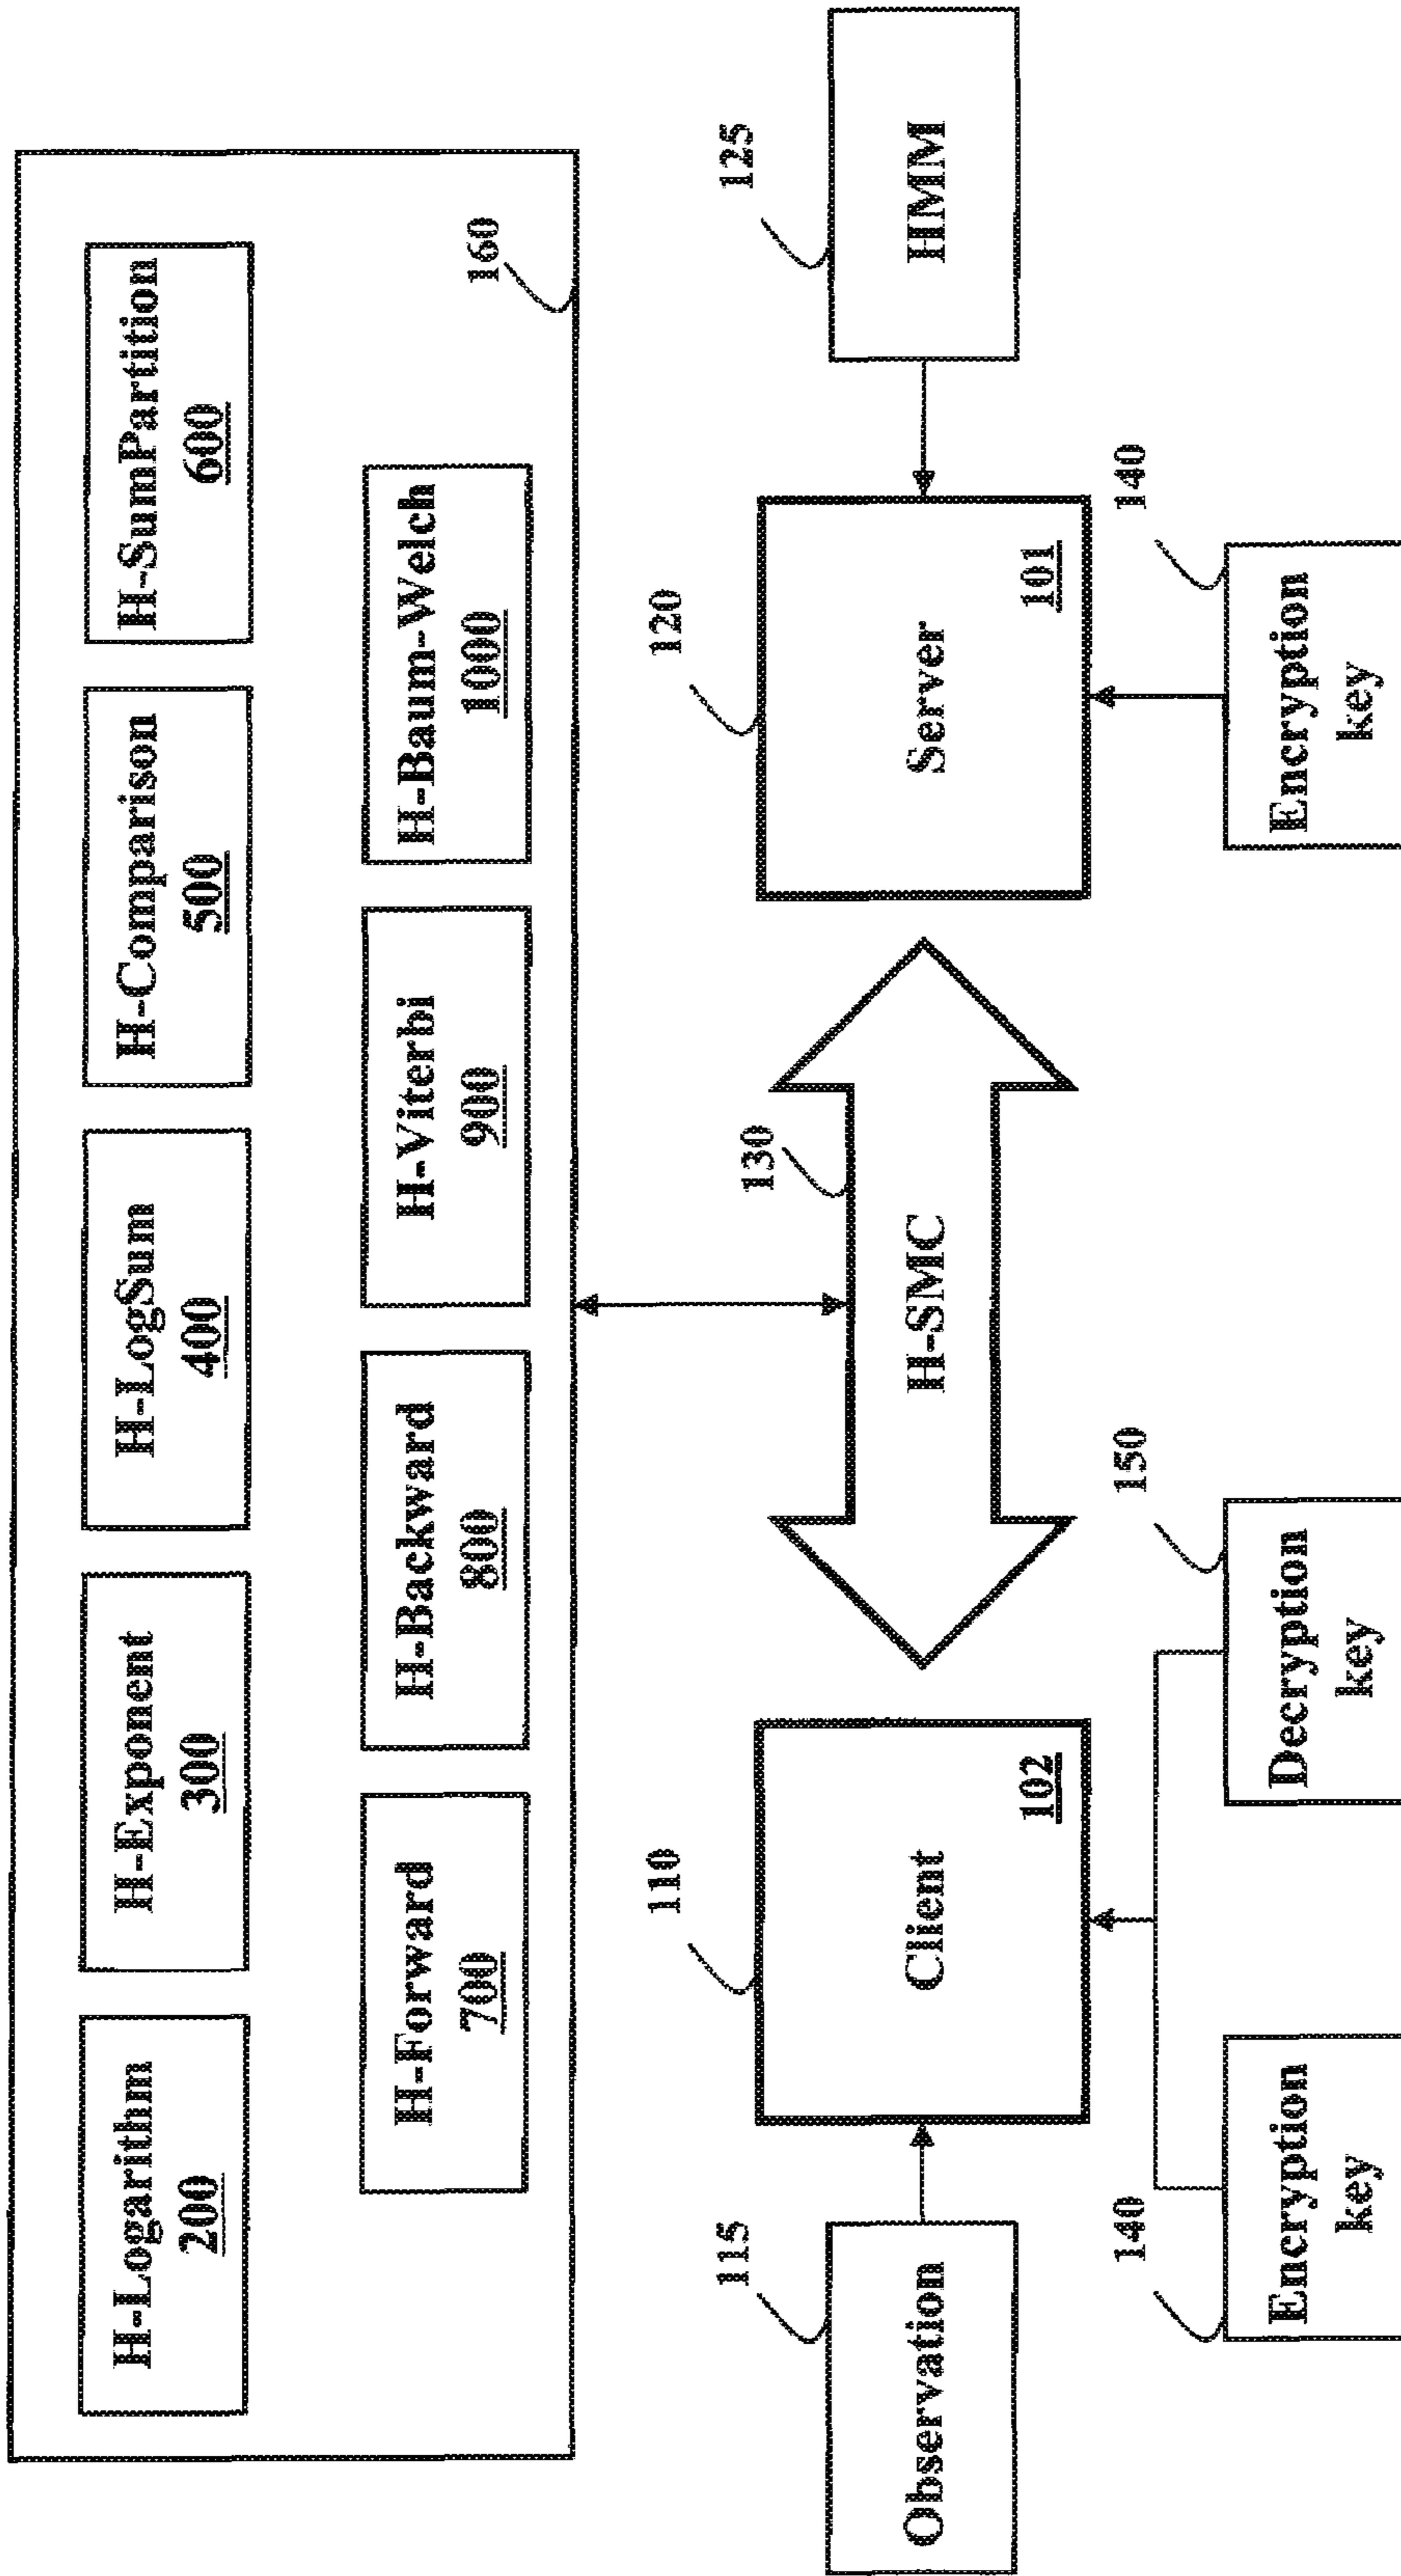 H-Logarithm
200
H-Exponent
300
H-LogSum
400
H-Comparison
500
H-SumPartition
600
H-Forward
700
H-Backward
800
H-Viterbi
900
H-Baum-Welch
1000
160
115
Observation
110
Client
102
130
H-SMC
120
Server
101
125
HMM
140
Encryption
key
150
Decryption
key
140
Encryption
key